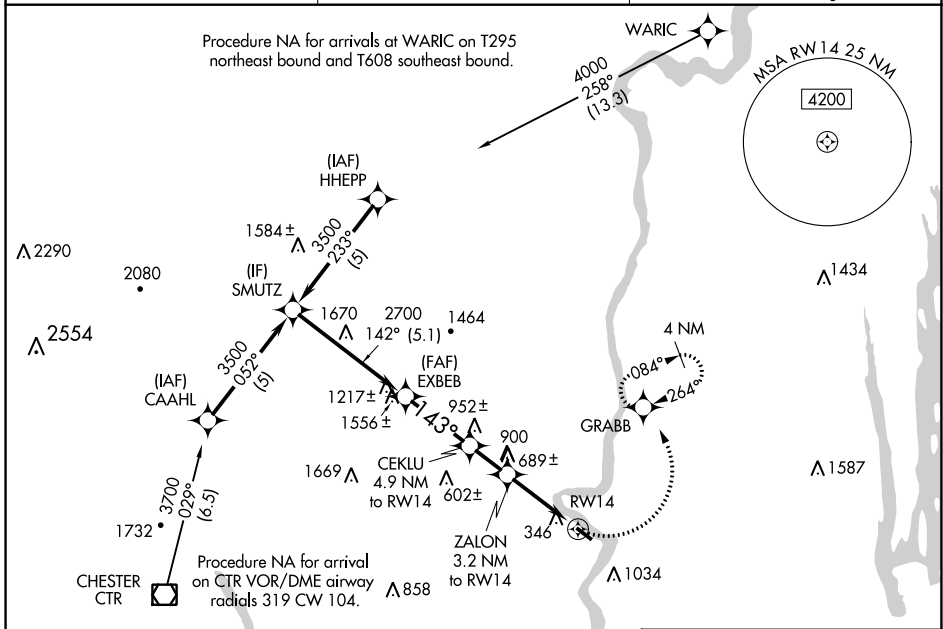 Procedure NA for arrivals at WARIC on T295
northeast bound and T608 southeast bound.
WARIC
4000
258°
(13.3)
MSA RW14 25 NM
4200
(IAF)
HHEPP
1584±
3500
233°
(5)
2290
2080
2554
(IF)
SMUTZ
1670
2700
142° (5.1)
1464
1434
4 NM
084°
264°
GRABB
(FAF)
EXBEB
3500
052°
(5)
(IAF)
CAAHL
1217±
1556±
143°
952±
900
689±
CEKLU
4.9 NM
to RW14
1669
602±
RW14
346
1587
ZALON
3.2 NM
to RW14
3700
029°
(6.5)
1732
CHESTER
CTR
Procedure NA for arrival
on CTR VOR/DME airway
radials 319 CW 104.
858
1034